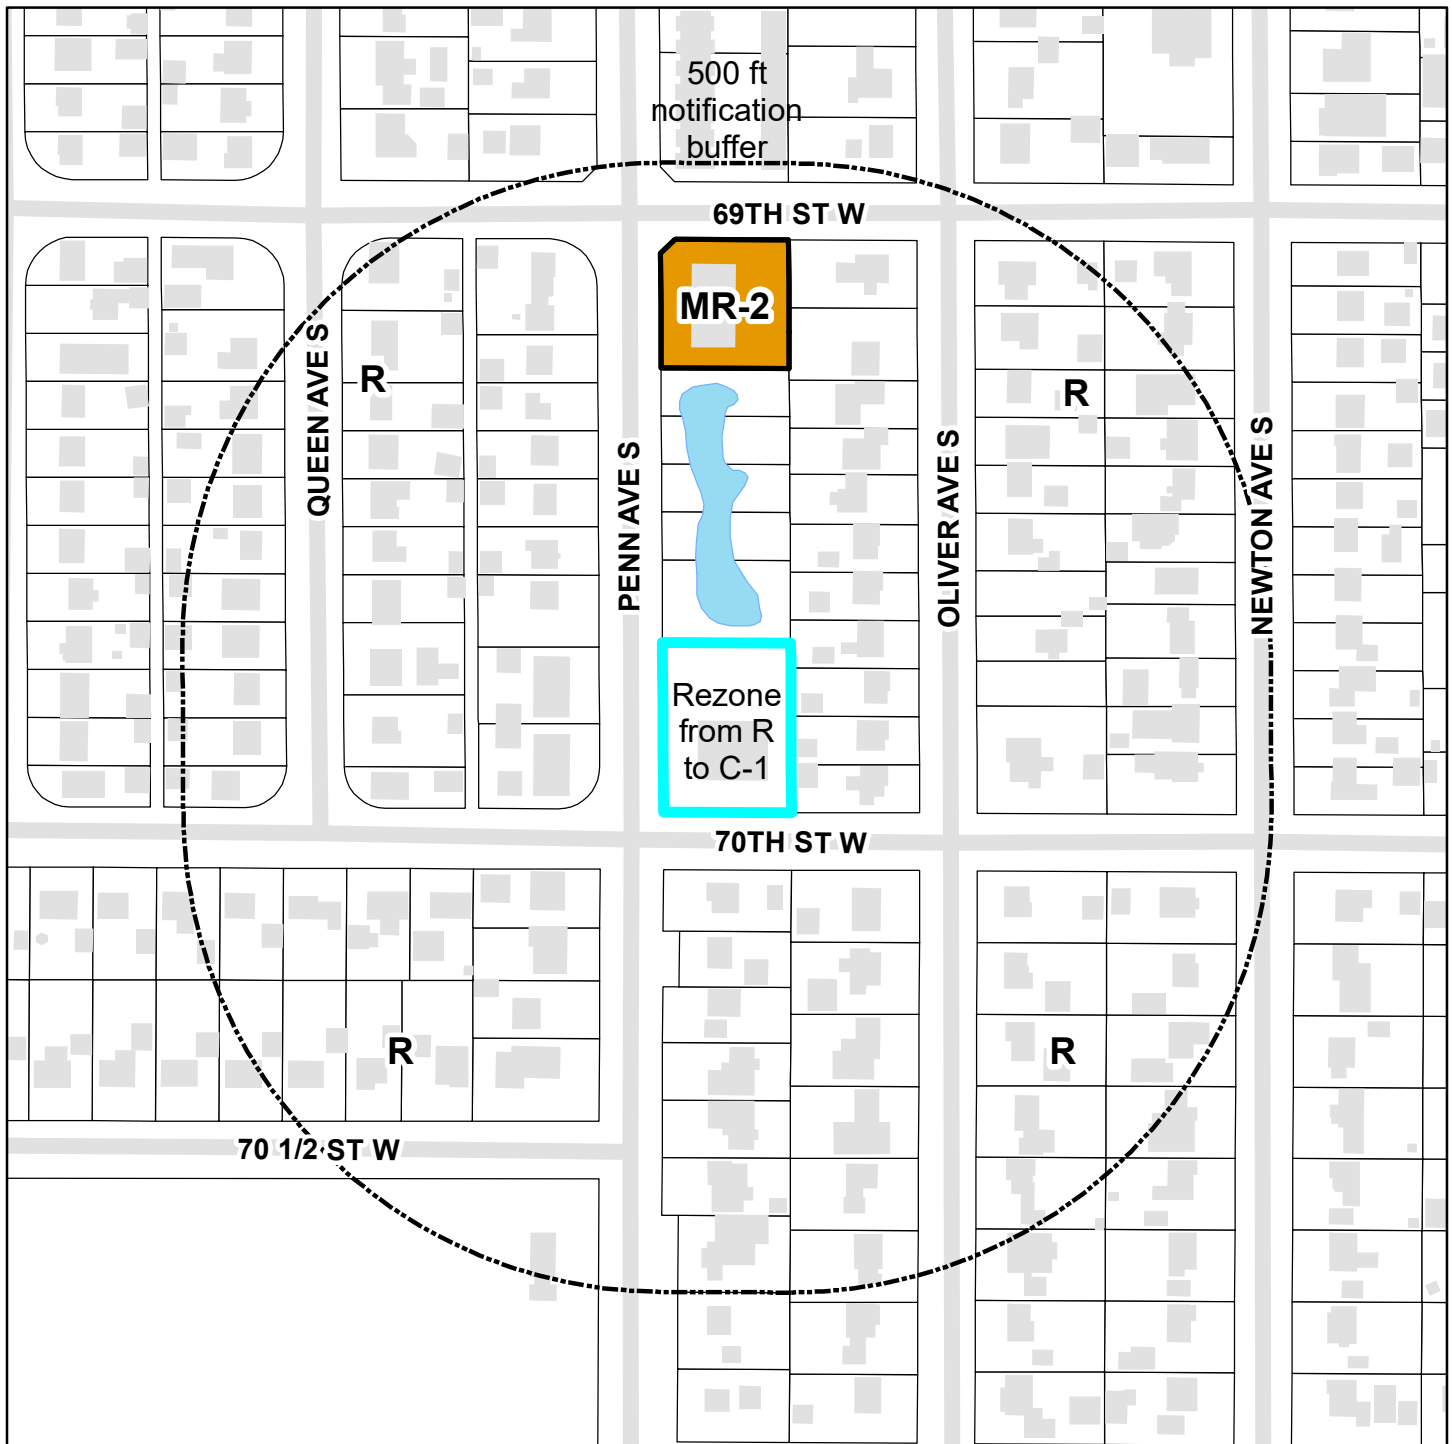 500 ft
notification
buffer
69TH ST W
MR-2
QUEEN AVE S
R
R
PENN AVE S
OLIVER AVE S
NEWTON AVE S
Rezone
from R
to C-1
70TH ST W
R
R
70 1/2 ST W